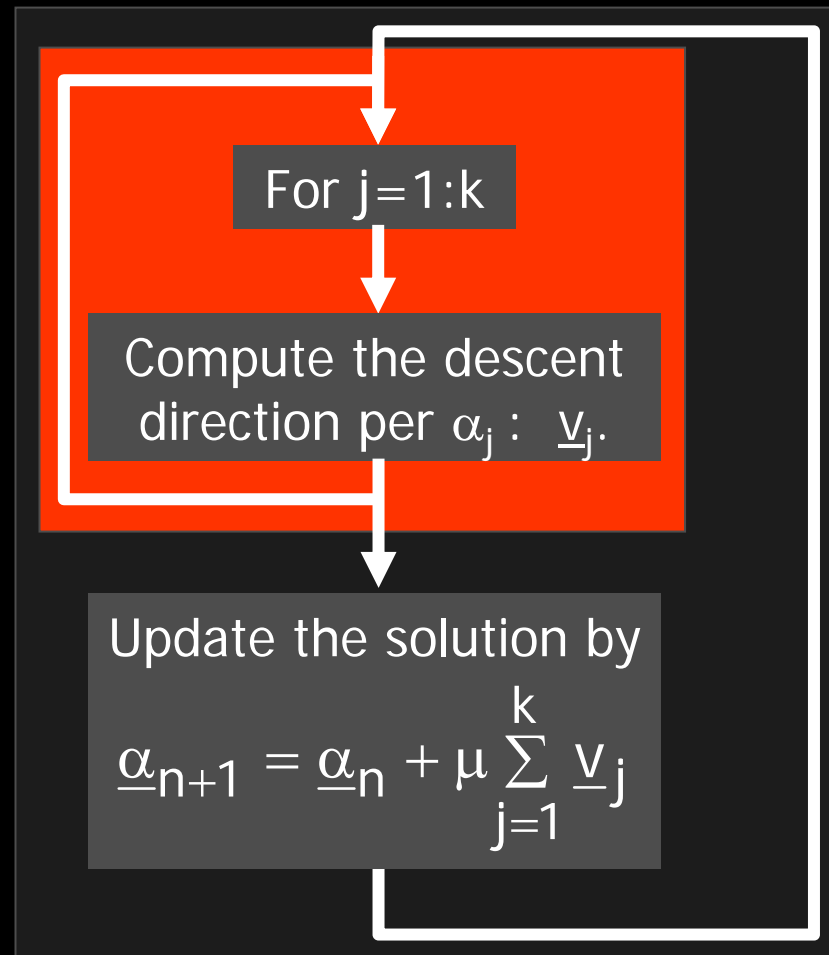 For j=1:k
Compute the descent
direction per αj : vj.
Update the solution by
k
αn+1 = αn + μ ∑ vj
j=1